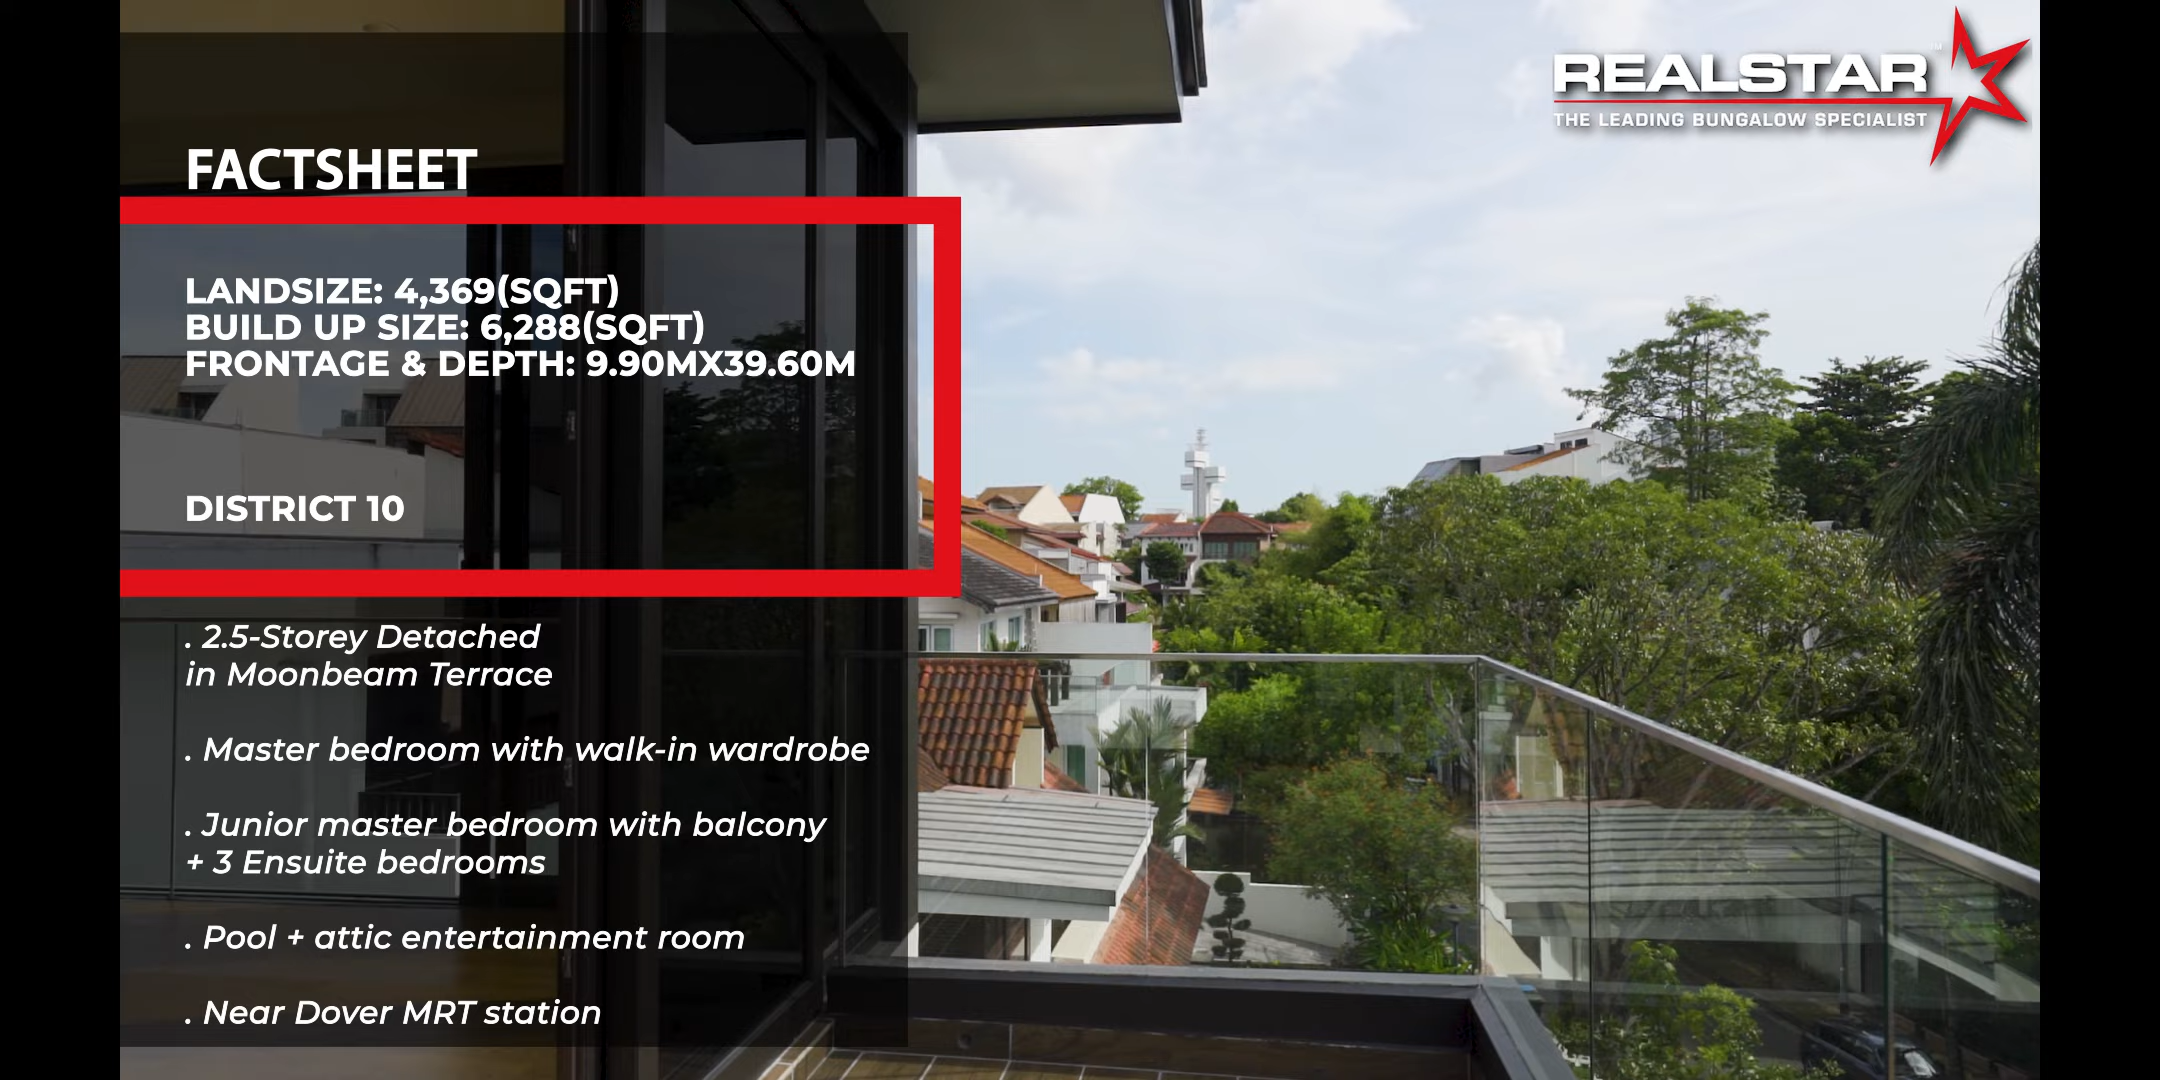 REALSTAR™
THE LEADING BUNGALOW SPECIALIST
FACTSHEET
LANDSIZE: 4,369(SQFT)
BUILD UP SIZE: 6,288(SQFT)
FRONTAGE & DEPTH: 9.90MX39.60M
DISTRICT 10
. 2.5-Storey Detached
in Moonbeam Terrace
. Master bedroom with walk-in wardrobe
. Junior master bedroom with balcony
+ 3 Ensuite bedrooms
. Pool + attic entertainment room
. Near Dover MRT station